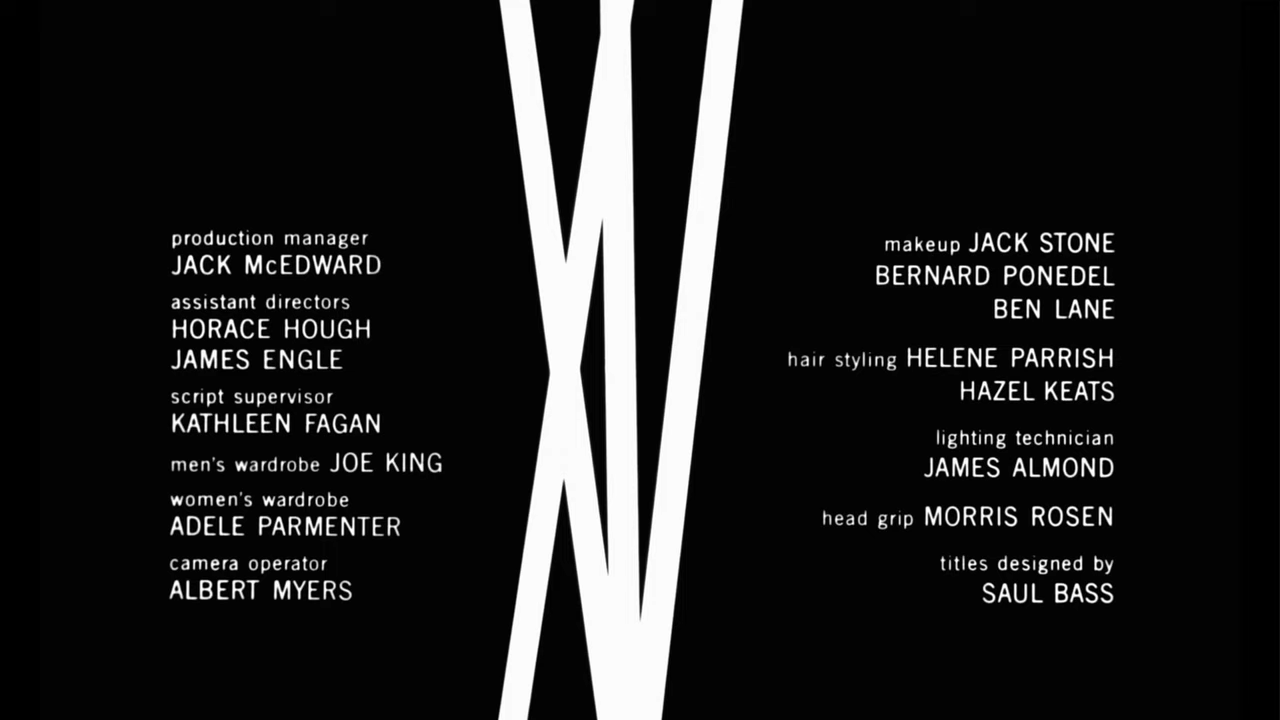 production manager
JACK McEDWARD
assistant directors
HORACE HOUGH
JAMES ENGLE
script supervisor
KATHLEEN FAGAN
men's wardrobe JOE KING
women's wardrobe
ADELE PARMENTER
camera operator
ALBERT MYERS
makeup JACK STONE
BERNARD PONEDEL
BEN LANE
hair styling HELENE PARRISH
HAZEL KEATS
lighting technician
JAMES ALMOND
head grip MORRIS ROSEN
titles designed by
SAUL BASS